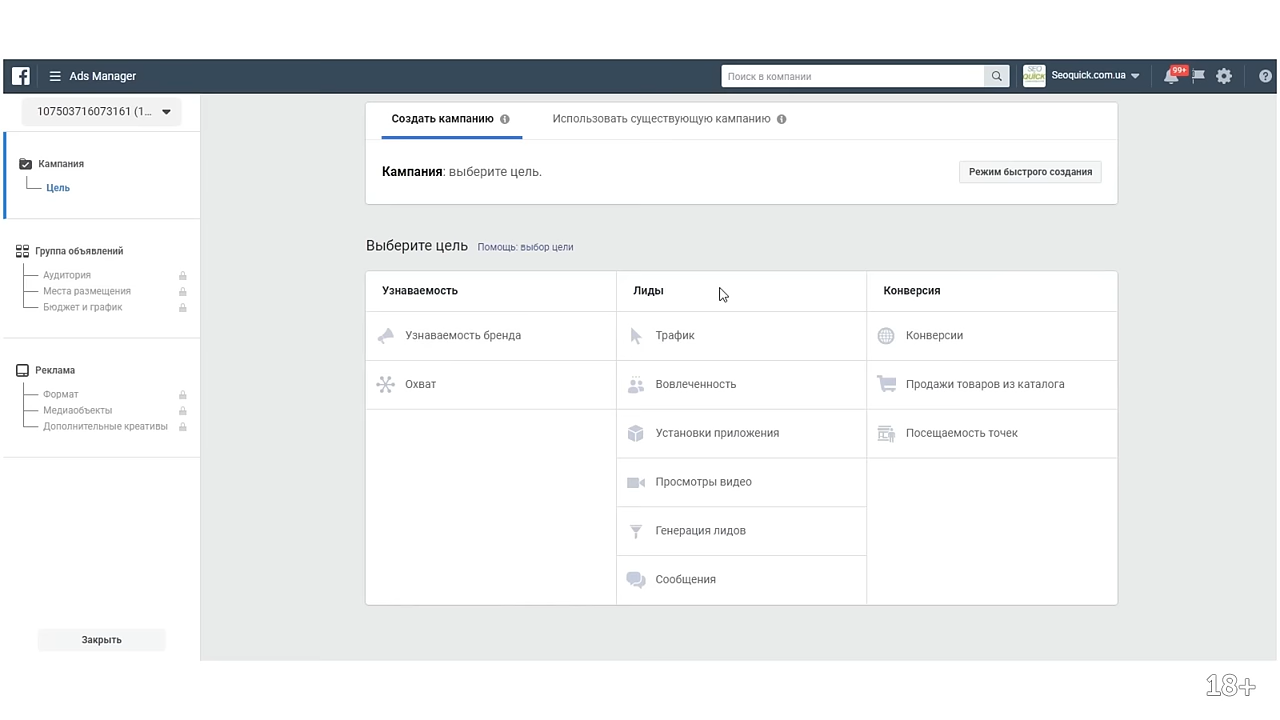 Ads Manager
Поиск в компании
SEO
QUICK
Seoquick.com.ua
99+
107503716073161 (1...
Кампания
Цель
Группа объявлений
Аудитория
Места размещения
Бюджет и график
Реклама
Формат
Медиаобъекты
Дополнительные креативы
Закрыть
Создать кампанию
Использовать существующую кампанию
Кампания: выберите цель.
Режим быстрого создания
Выберите цель Помощь: выбор цели
Узнаваемость
Лиды
Конверсия
Узнаваемость бренда
Трафик
Конверсии
Охват
Вовлеченность
Продажи товаров из каталога
Установки приложения
Посещаемость точек
Просмотры видео
Генерация лидов
Сообщения
18+